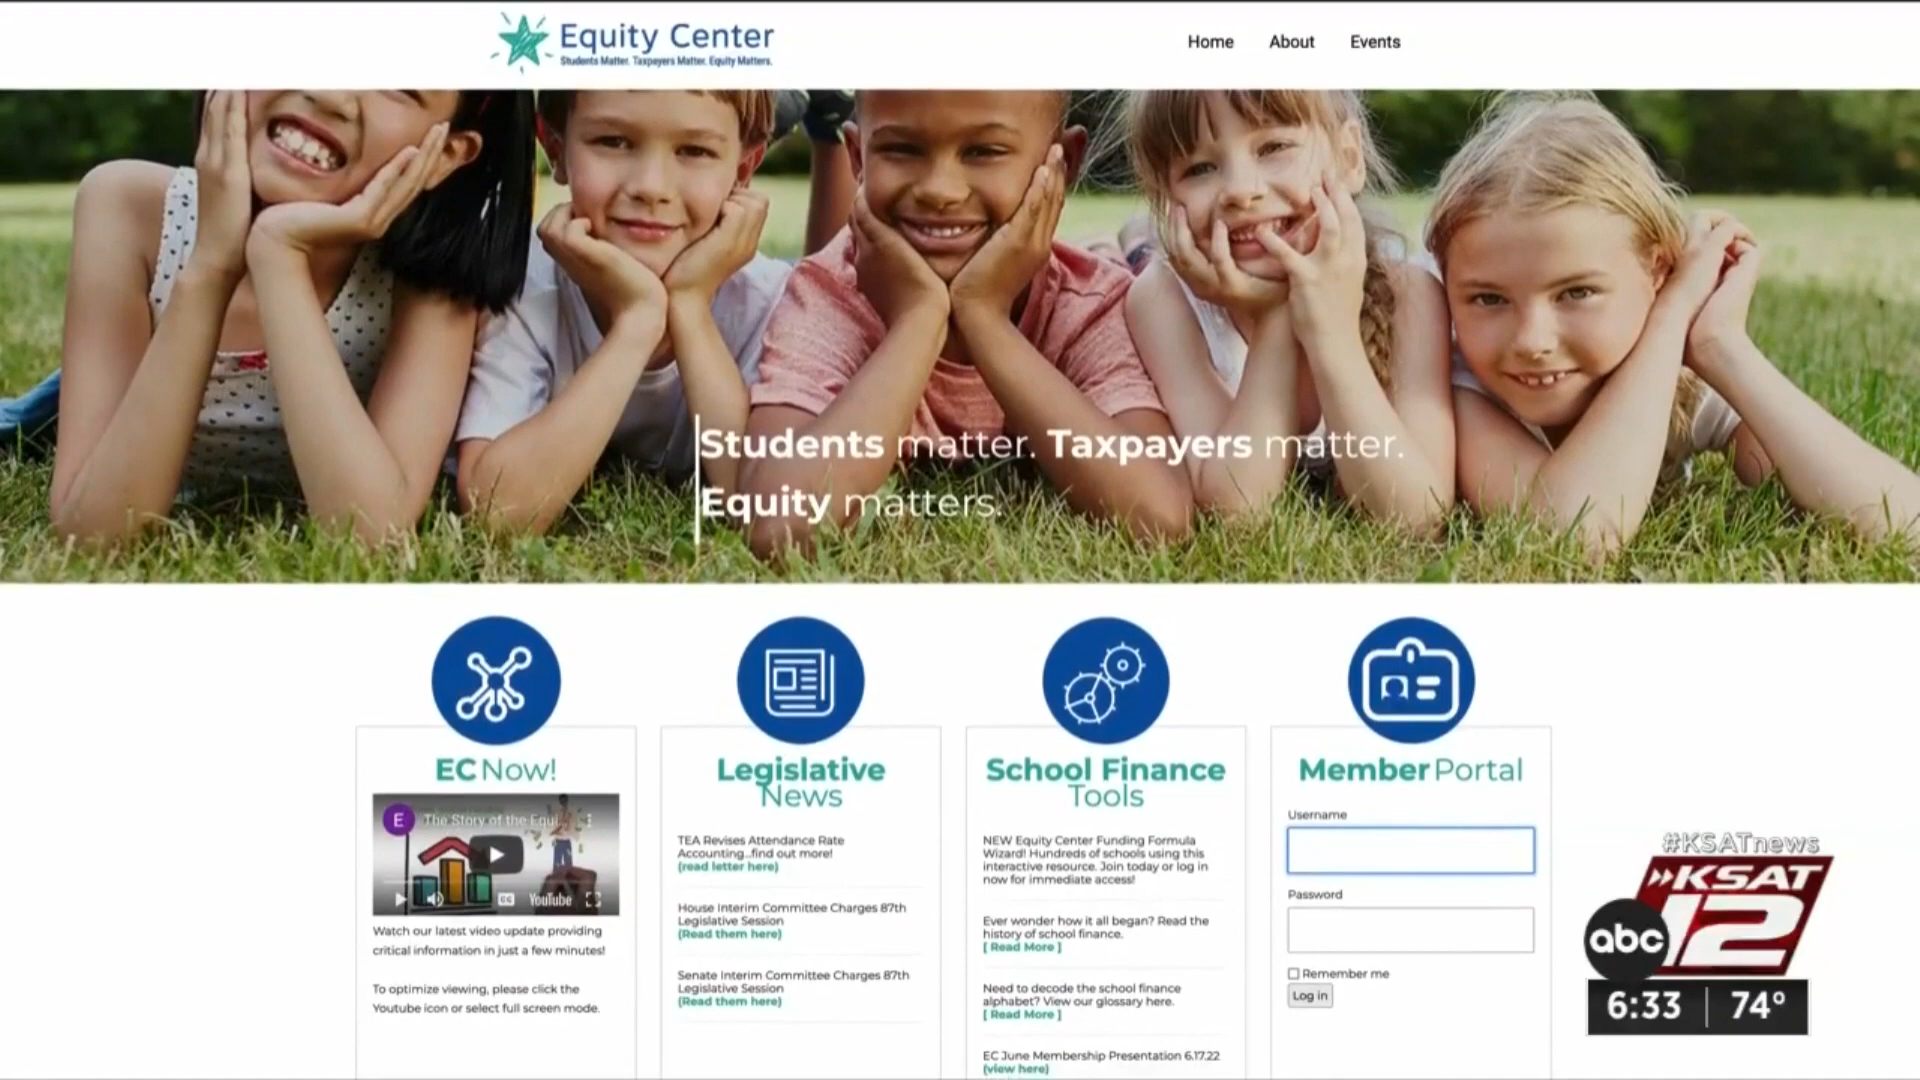 Equity Center
Students Matter. Taxpayers Matter. Equity Matters.
Home About Events
Students matter. Taxpayers matter.
Equity matters.
EC Now!
E The Story of the Equi...
CC YouTube
Watch our latest video update providing
critical information in just a few minutes!
To optimize viewing, please click the
Youtube icon or select full screen mode.
Legislative
News
TEA Revises Attendance Rate
Accounting...find out more!
(read letter here)
House Interim Committee Charges 87th
Legislative Session
(Read them here)
Senate Interim Committee Charges 87th
Legislative Session
(Read them here)
School Finance
Tools
NEW Equity Center Funding Formula
Wizard! Hundreds of schools using this
interactive resource. Join today or log in
now for immediate access!
Ever wonder how it all began? Read the
history of school finance.
[ Read More ]
Need to decode the school finance
alphabet? View our glossary here.
[ Read More ]
EC June Membership Presentation 6.17.22
(view here)
Member Portal
Username
Password
Remember me
Log in
#KSATnews
KSAT
abc 12
6:33 74°